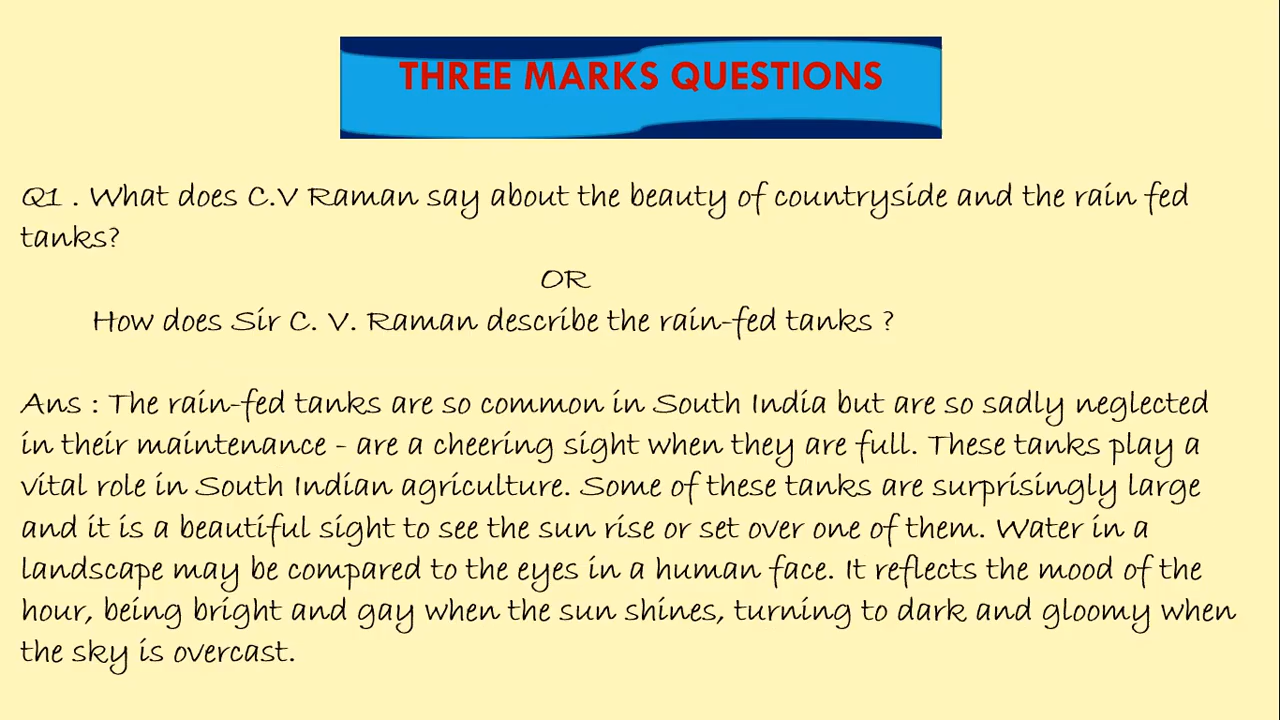 THREE MARKS QUESTIONS
Q1 . What does C.V Raman say about the beauty of countryside and the rain fed
tanks?
OR
How does Sir C. V. Raman describe the rain-fed tanks ?
Ans : The rain-fed tanks are so common in South India but are so sadly neglected
in their maintenance - are a cheering sight when they are full. These tanks play a
vital role in South Indian agriculture. Some of these tanks are surprisingly large
and it is a beautiful sight to see the sun rise or set over one of them. Water in a
landscape may be compared to the eyes in a human face. It reflects the mood of the
hour, being bright and gay when the sun shines, turning to dark and gloomy when
the sky is overcast.